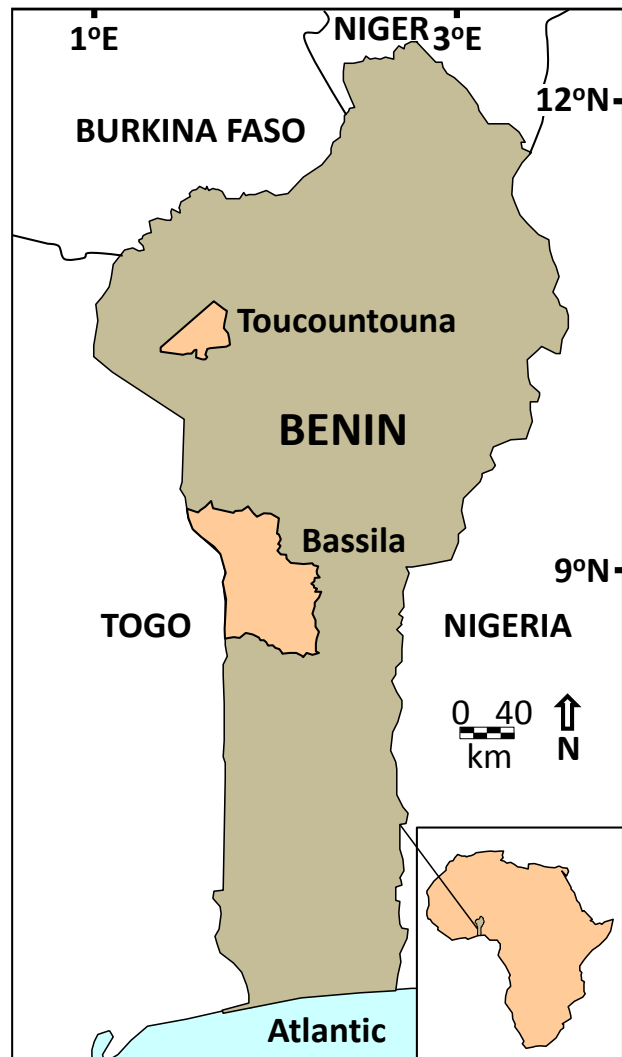 NIGER
1ºE
3ºE
12ºN
BURKINA FASO
Toucountouna
BENIN
Bassila
9ºN
TOGO
NIGERIA
0 40
km
N
Atlantic